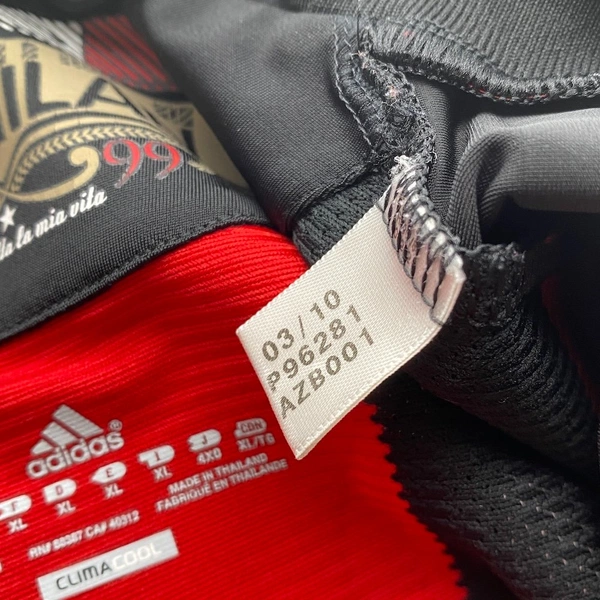 MILA
99
la mia vita
03/10
P96281
AZB001
adidas®
D E I J CDN
XL XL XL 4XO XL/TG
MADE IN THAILAND
FABRIQUÉ EN THAÏLANDE
RN# 88387 CA# 40312
CLIMACOOL